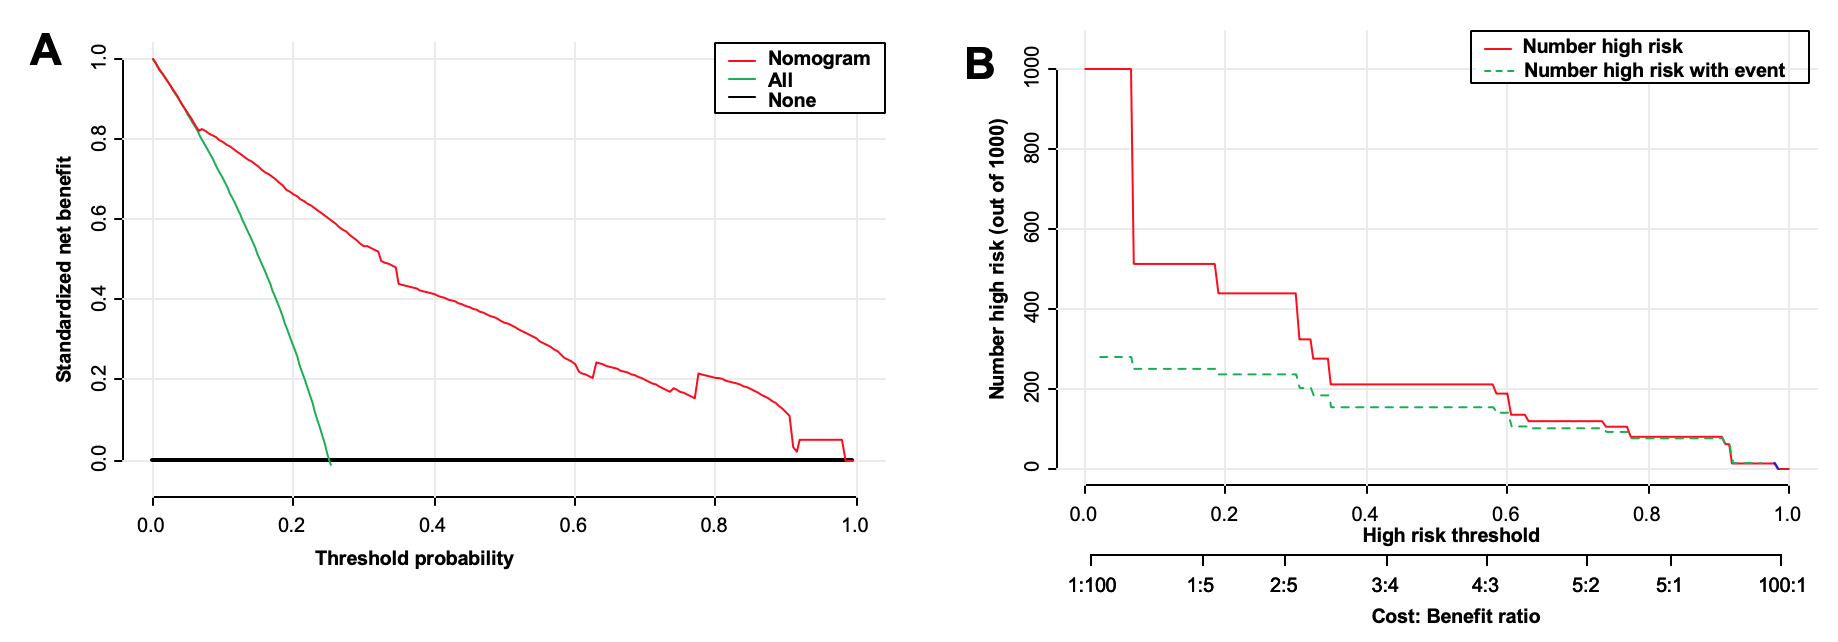 A
1.0
0.8
0.6
0.4
0.2
0.0
Standardized net benefit
Nomogram
All
None
0.0 0.2 0.4 0.6 0.8 1.0
Threshold probability
B
1000
800
600
400
200
0
Number high risk (out of 1000)
Number high risk
Number high risk with event
0.0 0.2 0.4 0.6 0.8 1.0
High risk threshold
1:100 1:5 2:5 3:4 4:3 5:2 5:1 100:1
Cost: Benefit ratio